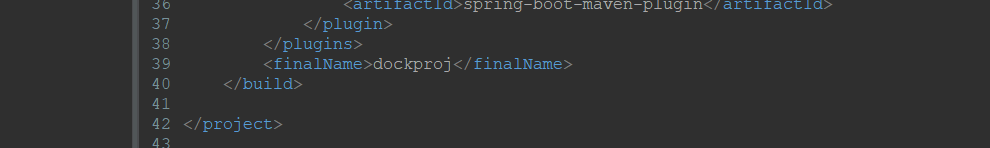 36                 <artifactId>spring-boot-maven-plugin</artifactId>
37             </plugin>
38         </plugins>
39         <finalName>dockproj</finalName>
40     </build>
41
42 </project>
43